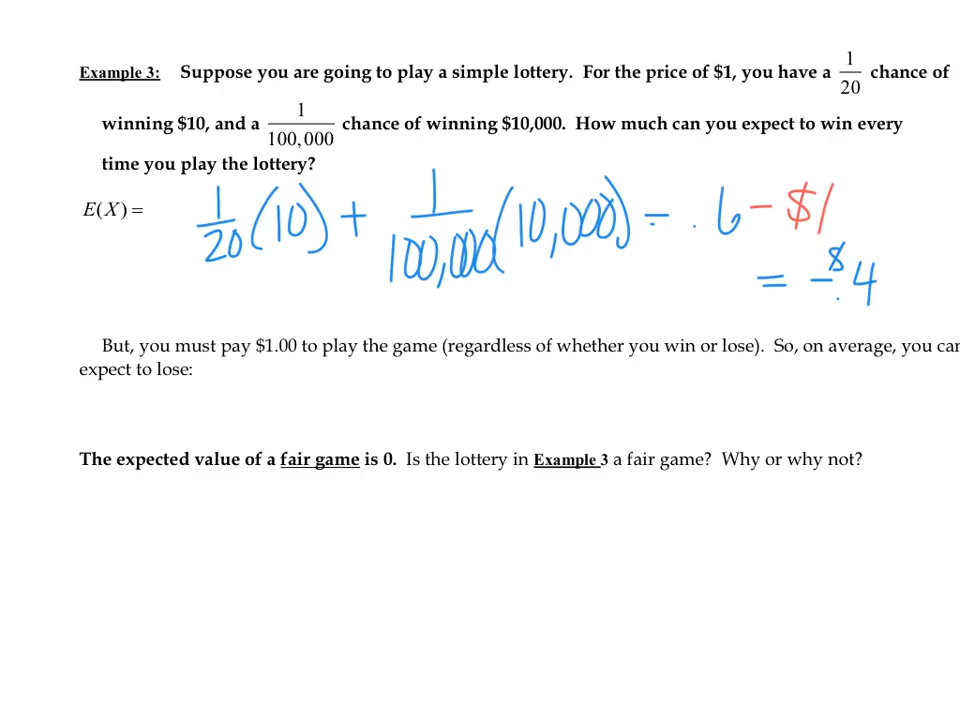 Example 3: Suppose you are going to play a simple lottery. For the price of $1, you have a 1/20 chance of
winning $10, and a 1/100,000 chance of winning $10,000. How much can you expect to win every
time you play the lottery?
E(X) = 1/20 (10) + 1/100,000 (10,000) = .6 - $1
= -$.4
But, you must pay $1.00 to play the game (regardless of whether you win or lose). So, on average, you can
expect to lose:
The expected value of a fair game is 0. Is the lottery in Example 3 a fair game? Why or why not?